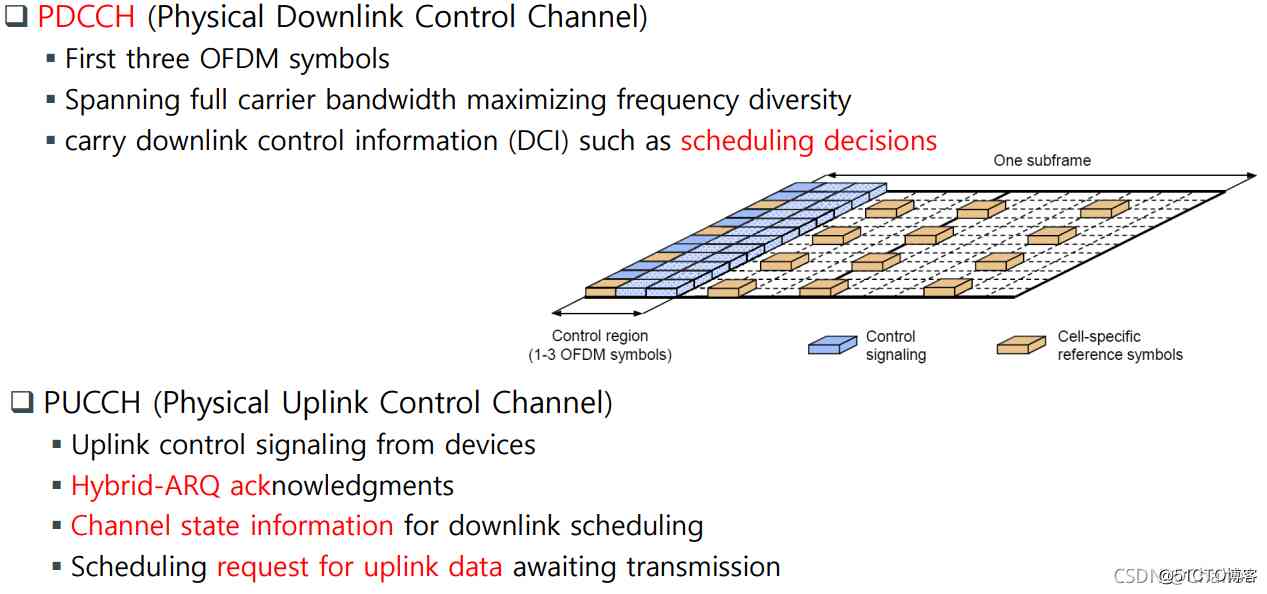 PDCCH (Physical Downlink Control Channel)
First three OFDM symbols
Spanning full carrier bandwidth maximizing frequency diversity
carry downlink control information (DCI) such as scheduling decisions
One subframe
Control region
(1-3 OFDM symbols)
Control
signaling
Cell-specific
reference symbols
PUCCH (Physical Uplink Control Channel)
Uplink control signaling from devices
Hybrid-ARQ acknowledgments
Channel state information for downlink scheduling
Scheduling request for uplink data awaiting transmission
CSDN @51CTO博客